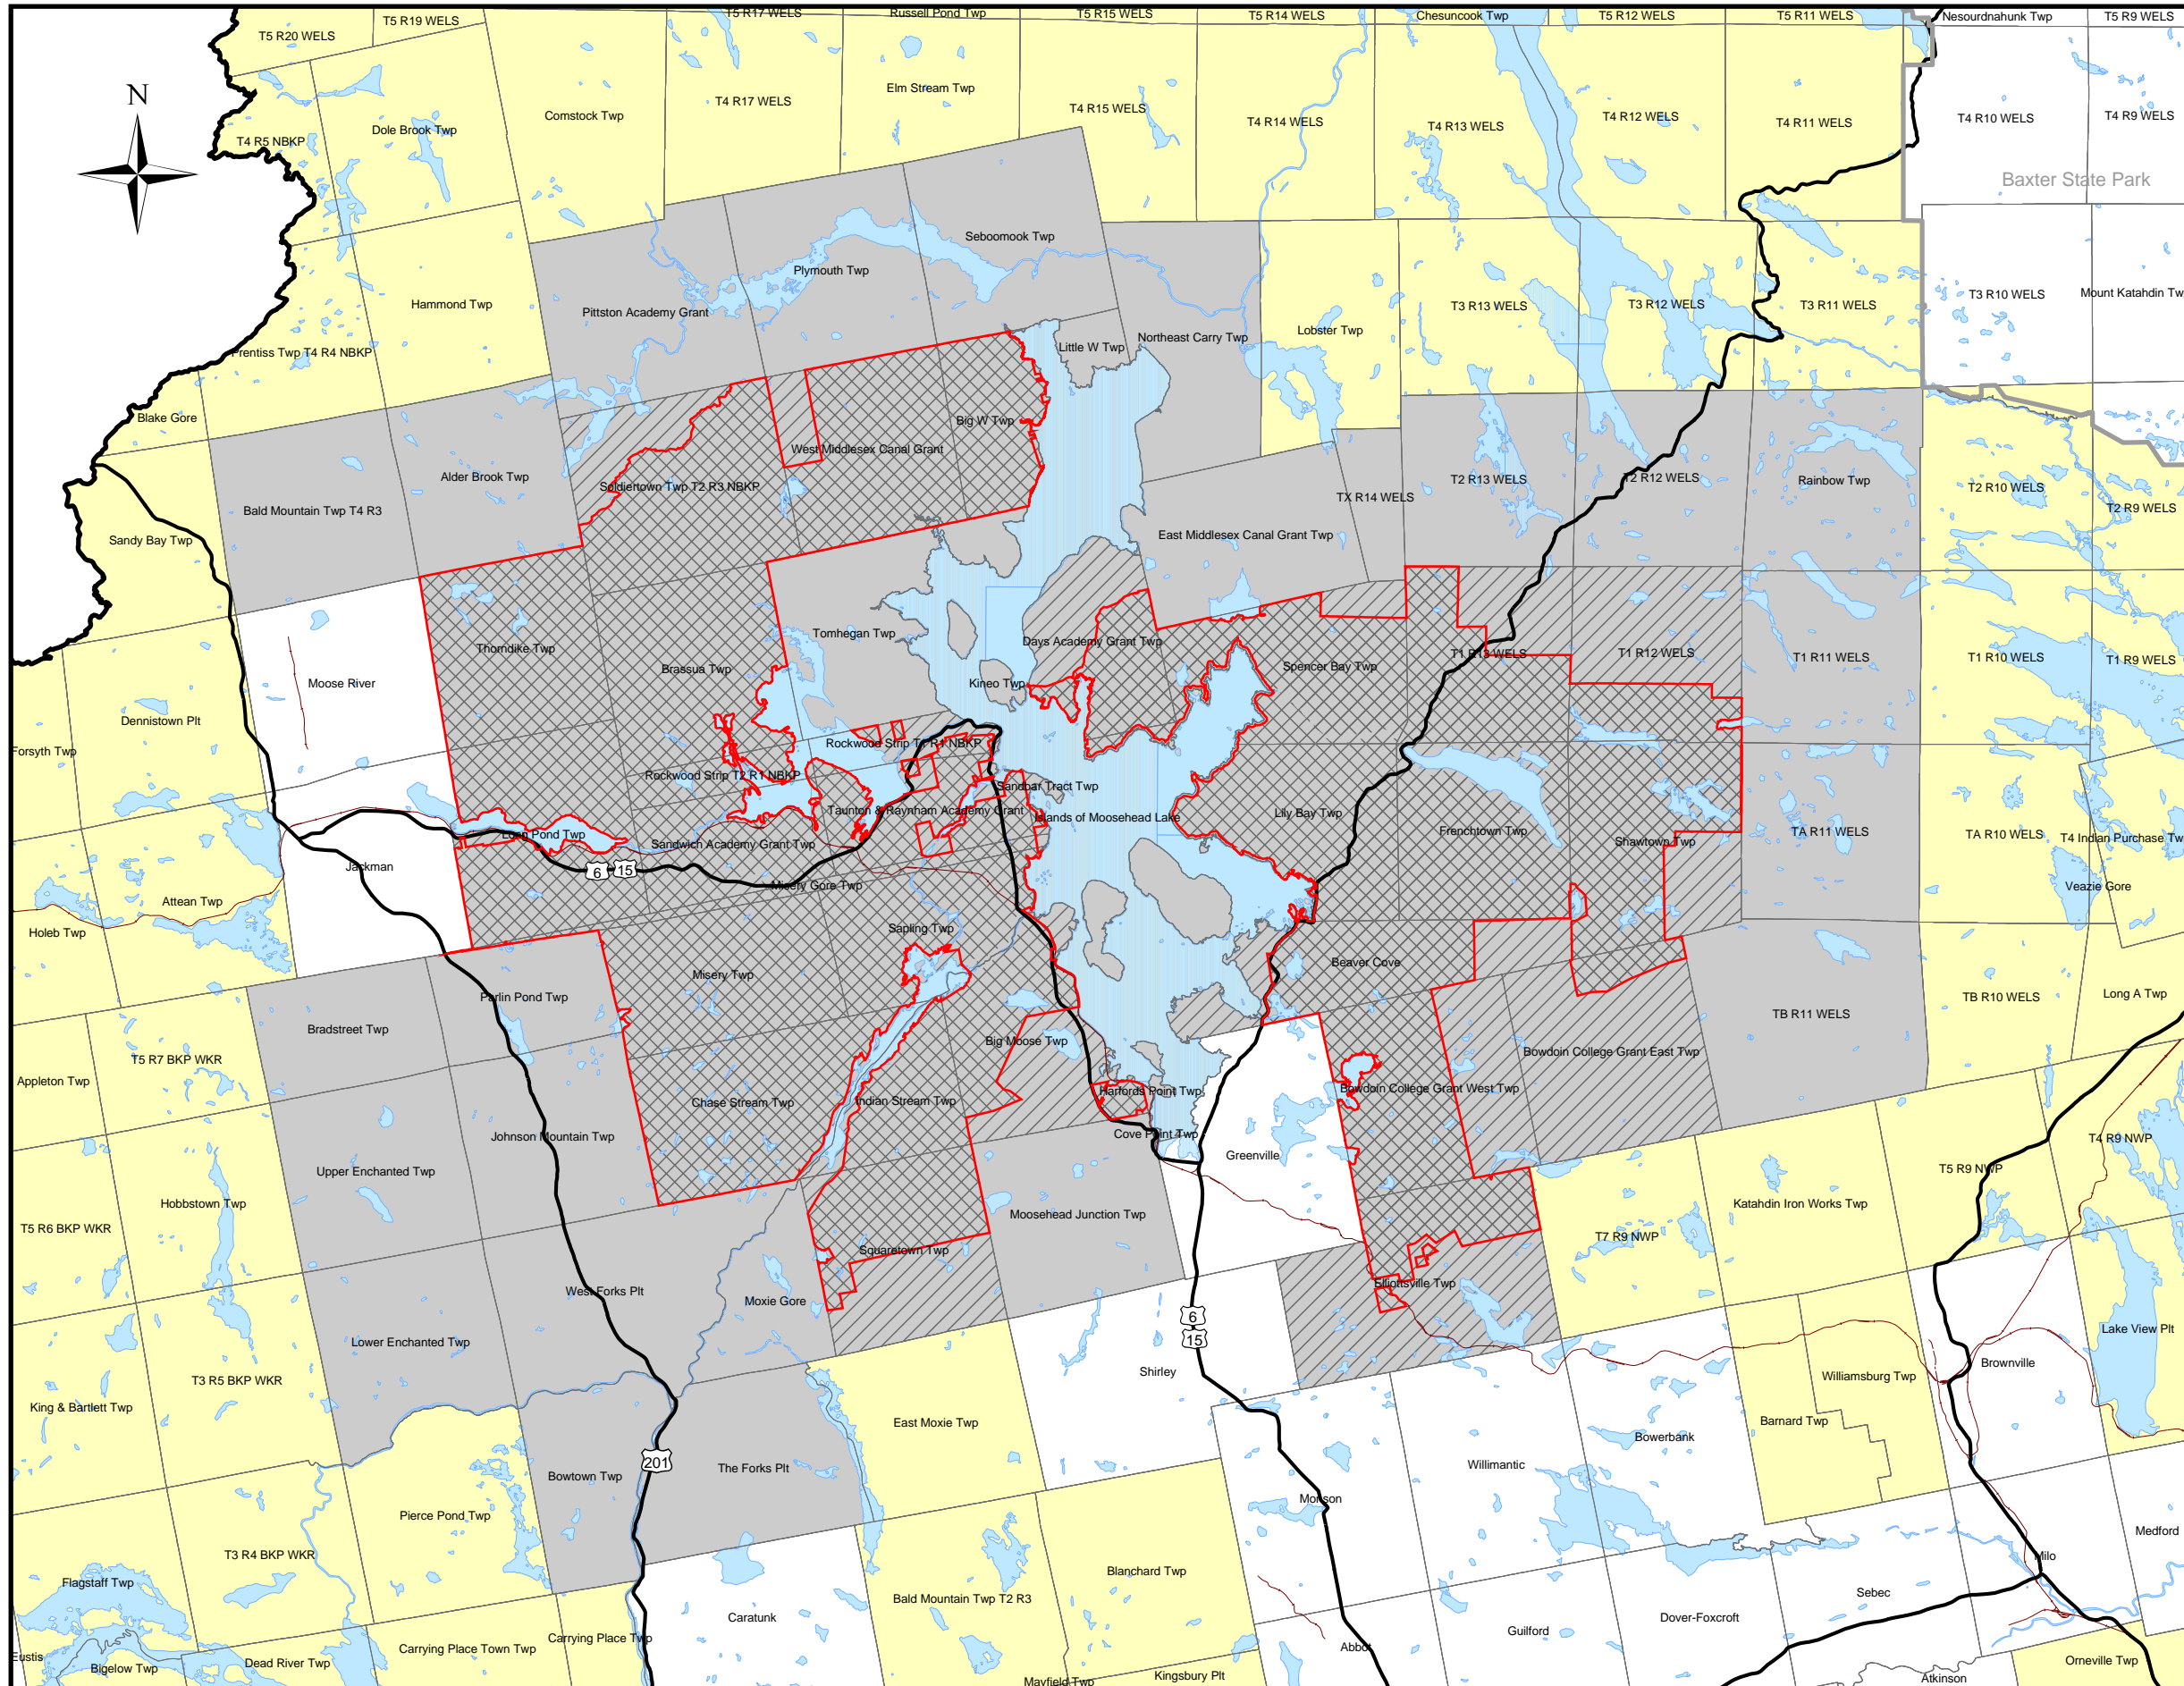 T5 R19 WELS
T5 R17 WELS
Russell Pond Twp
T5 R15 WELS
T5 R14 WELS
Chesuncook Twp
T5 R12 WELS
T5 R11 WELS
Nesourdnahunk Twp
T5 R9 WELS
T5 R20 WELS
N
Comstock Twp
T4 R17 WELS
Elm Stream Twp
T4 R15 WELS
T4 R14 WELS
T4 R13 WELS
T4 R12 WELS
T4 R11 WELS
T4 R10 WELS
T4 R9 WELS
Dole Brook Twp
T4 R5 NBKP
Baxter State Park
Seboomook Twp
Plymouth Twp
Hammond Twp
Pittston Academy Grant
T3 R13 WELS
T3 R12 WELS
T3 R11 WELS
T3 R10 WELS
Mount Katahdin Tw
Lobster Twp
Northeast Carry Twp
Little W Twp
Prentiss Twp T4 R4 NBKP
Blake Gore
Big W Twp
West Middlesex Canal Grant
Alder Brook Twp
Soldiertown Twp T2 R3 NBKP
TX R14 WELS
T2 R13 WELS
T2 R12 WELS
Rainbow Twp
T2 R10 WELS
T2 R9 WELS
Bald Mountain Twp T4 R3
Sandy Bay Twp
East Middlesex Canal Grant Twp
Thorndike Twp
Brassua Twp
Tomhegan Twp
Days Academy Grant Twp
Spencer Bay Twp
T1 R13 WELS
T1 R12 WELS
T1 R11 WELS
T1 R10 WELS
T1 R9 WELS
Moose River
Kineo Twp
Dennistown Plt
Forsyth Twp
Rockwood Strip T1 R1 NBKP
Rockwood Strip T2 R1 NBKP
Sandbar Tract Twp
Taunton & Raynham Academy Grant
Islands of Moosehead Lake
Lily Bay Twp
Frenchtown Twp
Shawtown Twp
TA R11 WELS
TA R10 WELS
T4 Indian Purchase Tw
Long Pond Twp
Sandwich Academy Grant Twp
Jackman
6
15
Misery Gore Twp
Veazie Gore
Attean Twp
Holeb Twp
Sapling Twp
Misery Twp
Beaver Cove
Parlin Pond Twp
Bradstreet Twp
TB R10 WELS
Long A Twp
TB R11 WELS
Big Moose Twp
T5 R7 BKP WKR
Appleton Twp
Bowdoin College Grant East Twp
Bowdoin College Grant West Twp
Harfords Point Twp
Chase Stream Twp
Indian Stream Twp
Johnson Mountain Twp
Cove Point Twp
Greenville
T4 R9 NWP
Upper Enchanted Twp
T5 R9 NWP
Hobbstown Twp
Katahdin Iron Works Twp
Moosehead Junction Twp
T5 R6 BKP WKR
T7 R9 NWP
Squaretown Twp
Elliottsville Twp
West Forks Plt
Moxie Gore
6
15
Lake View Plt
Lower Enchanted Twp
Shirley
Brownville
Williamsburg Twp
T3 R5 BKP WKR
King & Bartlett Twp
East Moxie Twp
Barnard Twp
Bowerbank
Willimantic
201
The Forks Plt
Bowtown Twp
Monson
Pierce Pond Twp
Medford
T3 R4 BKP WKR
Milo
Flagstaff Twp
Blanchard Twp
Sebec
Bald Mountain Twp T2 R3
Caratunk
Dover-Foxcroft
Guilford
Abbot
Carrying Place Twp
Carrying Place Town Twp
Eustis
Dead River Twp
Bigelow Twp
Orneville Twp
Kingsbury Plt
Mayfield Twp
Atkinson